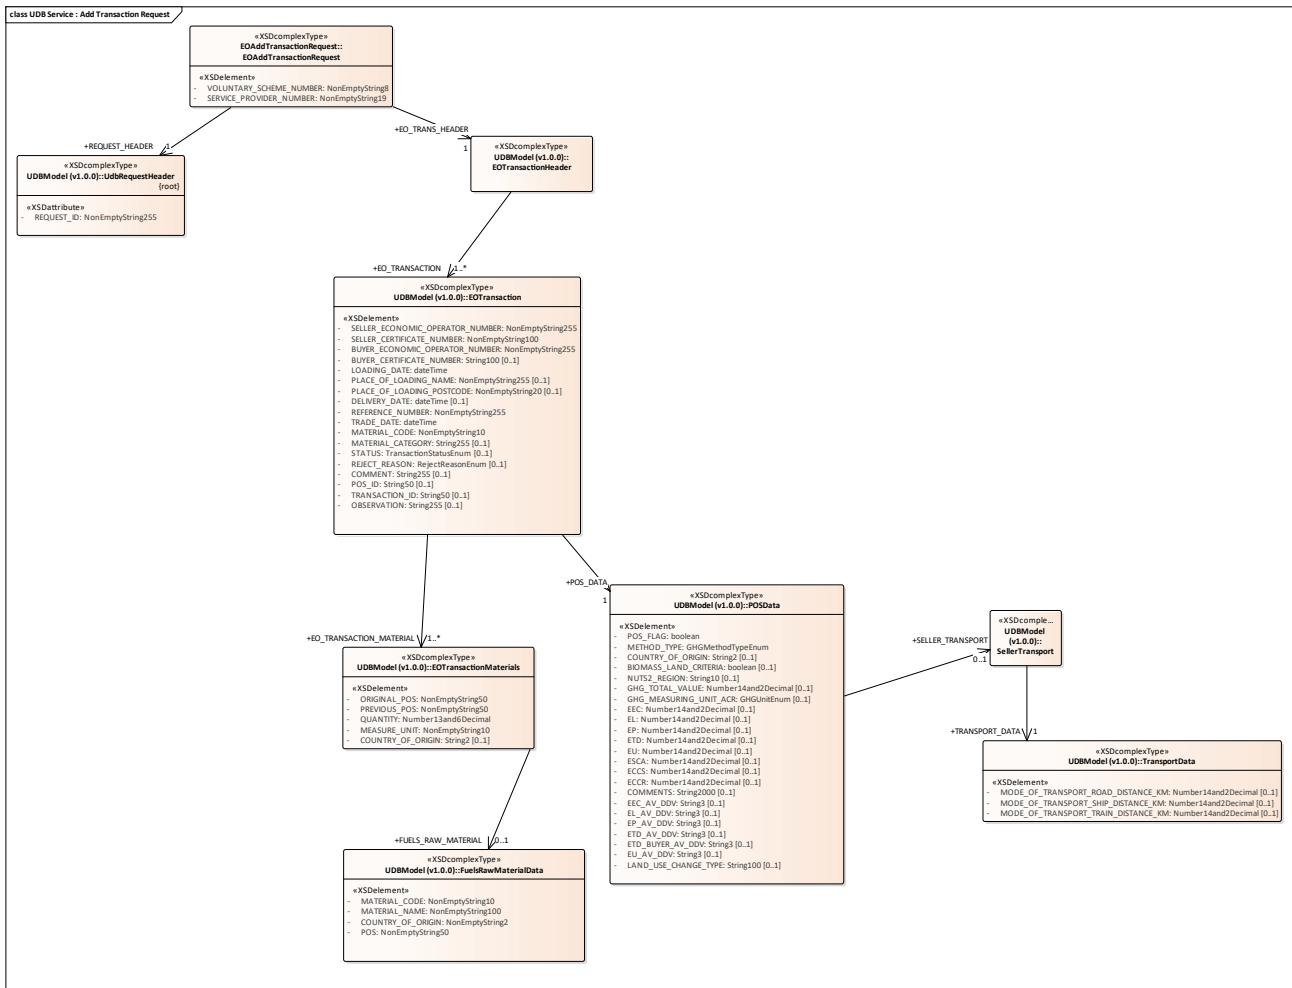 class UDB Service : Add Transaction Request
«XSDcomplexType»
EOAddTransactionRequest::
EOAddTransactionRequest
«XSDelement»
- VOLUNTARY_SCHEME_NUMBER: NonEmptyString8
- SERVICE_PROVIDER_NUMBER: NonEmptyString19
+REQUEST_HEADER
1
+EO_TRANS_HEADER
1
«XSDcomplexType»
UDBModel (v1.0.0)::UdbRequestHeader
{root}
«XSDattribute»
- REQUEST_ID: NonEmptyString255
«XSDcomplexType»
UDBModel (v1.0.0)::
EOTransactionHeader
+EO_TRANSACTION
1..*
«XSDcomplexType»
UDBModel (v1.0.0)::EOTransaction
«XSDelement»
- SELLER_ECONOMIC_OPERATOR_NUMBER: NonEmptyString255
- SELLER_CERTIFICATE_NUMBER: NonEmptyString100
- BUYER_ECONOMIC_OPERATOR_NUMBER: NonEmptyString255
- BUYER_CERTIFICATE_NUMBER: String100 [0..1]
- LOADING_DATE: dateTime
- PLACE_OF_LOADING_NAME: NonEmptyString255 [0..1]
- PLACE_OF_LOADING_POSTCODE: NonEmptyString20 [0..1]
- DELIVERY_DATE: dateTime [0..1]
- REFERENCE_NUMBER: NonEmptyString255
- TRADE_DATE: dateTime
- MATERIAL_CODE: NonEmptyString10
- MATERIAL_CATEGORY: String255 [0..1]
- STATUS: TransactionStatusEnum [0..1]
- REJECT_REASON: RejectReasonEnum [0..1]
- COMMENT: String255 [0..1]
- POS_ID: String50 [0..1]
- TRANSACTION_ID: String50 [0..1]
- OBSERVATION: String255 [0..1]
+EO_TRANSACTION_MATERIAL
1..*
+POS_DATA
1
«XSDcomplexType»
UDBModel (v1.0.0)::EOTransactionMaterials
«XSDelement»
- ORIGINAL_POS: NonEmptyString50
- PREVIOUS_POS: NonEmptyString50
- QUANTITY: Number13and6Decimal
- MEASURE_UNIT: NonEmptyString10
- COUNTRY_OF_ORIGIN: String2 [0..1]
+FUELS_RAW_MATERIAL
0..1
«XSDcomplexType»
UDBModel (v1.0.0)::FuelsRawMaterialData
«XSDelement»
- MATERIAL_CODE: NonEmptyString10
- MATERIAL_NAME: NonEmptyString100
- COUNTRY_OF_ORIGIN: NonEmptyString2
- POS: NonEmptyString50
«XSDcomplexType»
UDBModel (v1.0.0)::POSData
«XSDelement»
- POS_FLAG: boolean
- METHOD_TYPE: GHGMethodTypeEnum
- COUNTRY_OF_ORIGIN: String2 [0..1]
- BIOMASS_LAND_CRITERIA: boolean [0..1]
- NUTS2_REGION: String10 [0..1]
- GHG_TOTAL_VALUE: Number14and2Decimal [0..1]
- GHG_MEASURING_UNIT_ACR: GHGUnitEnum [0..1]
- EEC: Number14and2Decimal [0..1]
- EL: Number14and2Decimal [0..1]
- EP: Number14and2Decimal [0..1]
- ETD: Number14and2Decimal [0..1]
- EU: Number14and2Decimal [0..1]
- ESCA: Number14and2Decimal [0..1]
- ECCS: Number14and2Decimal [0..1]
- ECCR: Number14and2Decimal [0..1]
- COMMENTS: String2000 [0..1]
- EEC_AV_DDV: String3 [0..1]
- EL_AV_DDV: String3 [0..1]
- EP_AV_DDV: String3 [0..1]
- ETD_AV_DDV: String3 [0..1]
- ETD_BUYER_AV_DDV: String3 [0..1]
- EU_AV_DDV: String3 [0..1]
- LAND_USE_CHANGE_TYPE: String100 [0..1]
+SELLER_TRANSPORT
0..1
«XSDcomple...
UDBModel
(v1.0.0)::
SellerTransport
+TRANSPORT_DATA
1
«XSDcomplexType»
UDBModel (v1.0.0)::TransportData
«XSDelement»
- MODE_OF_TRANSPORT_ROAD_DISTANCE_KM: Number14and2Decimal [0..1]
- MODE_OF_TRANSPORT_SHIP_DISTANCE_KM: Number14and2Decimal [0..1]
- MODE_OF_TRANSPORT_TRAIN_DISTANCE_KM: Number14and2Decimal [0..1]